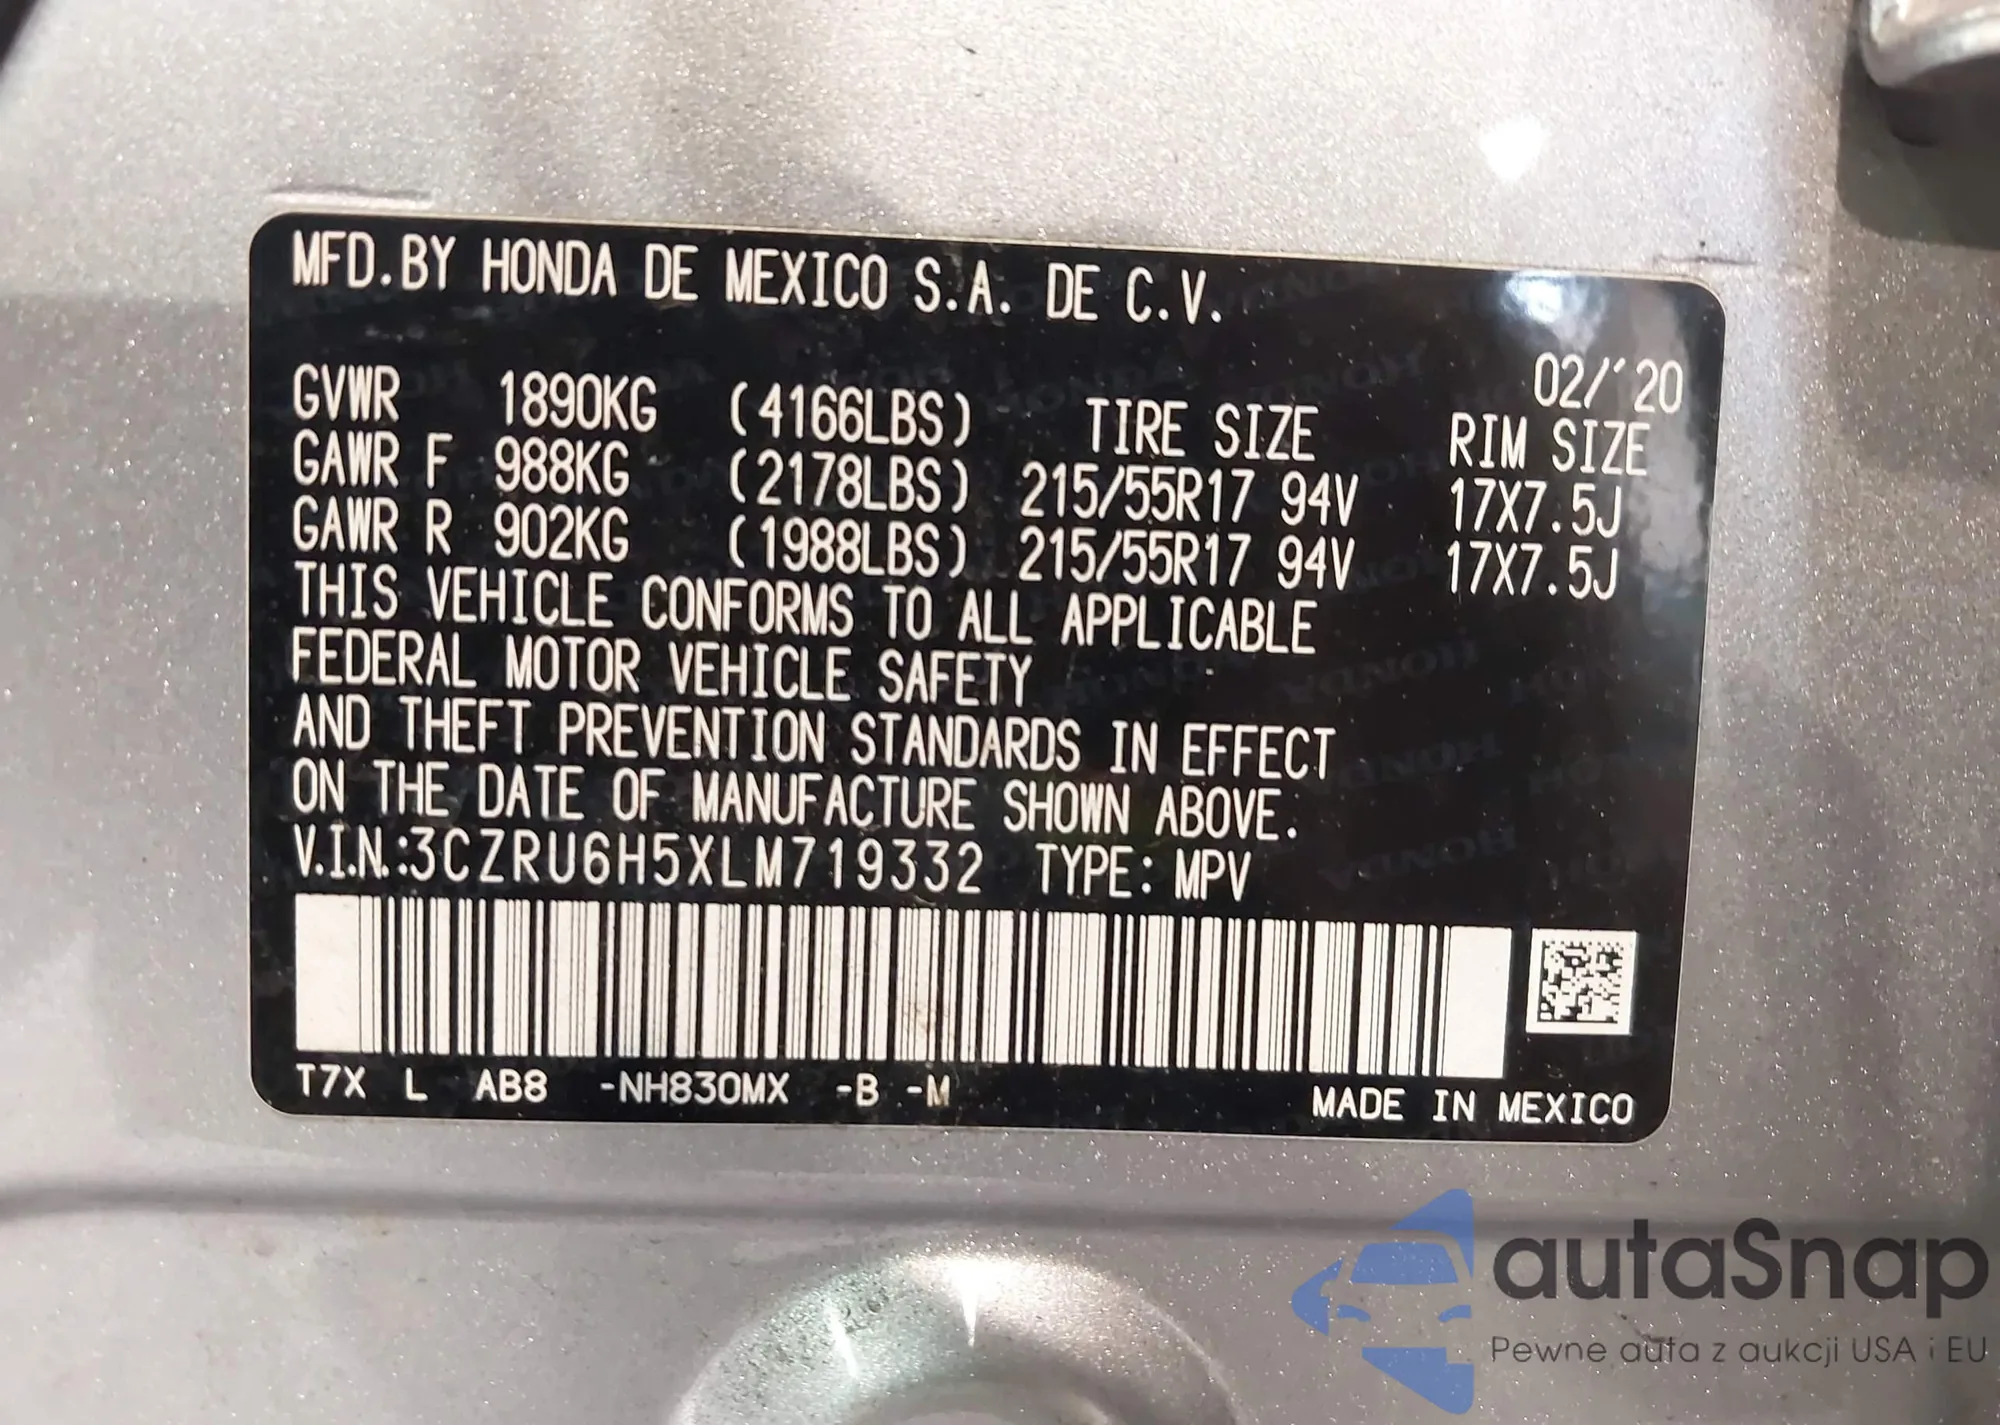 MFD.BY HONDA DE MEXICO S.A. DE C.V.
02/'20
GVWR 1890KG (4166LBS) TIRE SIZE RIM SIZE
GAWR F 988KG (2178LBS) 215/55R17 94V 17X7.5J
GAWR R 902KG (1988LBS) 215/55R17 94V 17X7.5J
THIS VEHICLE CONFORMS TO ALL APPLICABLE
FEDERAL MOTOR VEHICLE SAFETY
AND THEFT PREVENTION STANDARDS IN EFFECT
ON THE DATE OF MANUFACTURE SHOWN ABOVE.
V.I.N.:3CZRU6H5XLM719332 TYPE: MPV
T7X L AB8 -NH830MX -B -M MADE IN MEXICO
autaSnap
Pewne auta z aukcji USA i EU